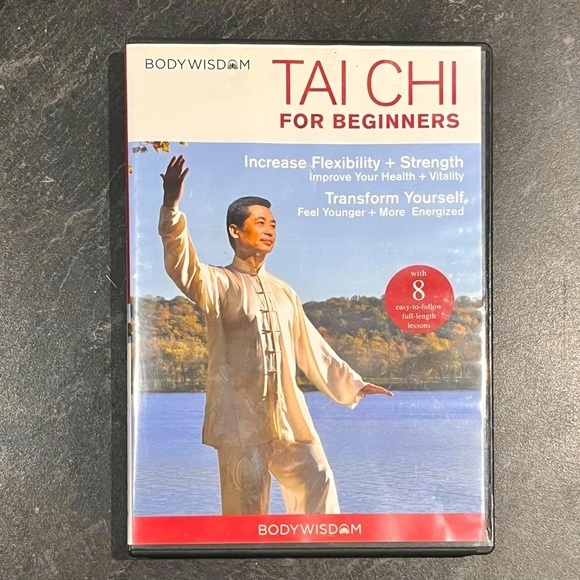 BODYWISDOM
TAI CHI
FOR BEGINNERS
Increase Flexibility + Strength
Improve Your Health + Vitality
Transform Yourself,
Feel Younger + More Energized
with
8
easy-to-follow
full-length
lessons
BODYWISDOM